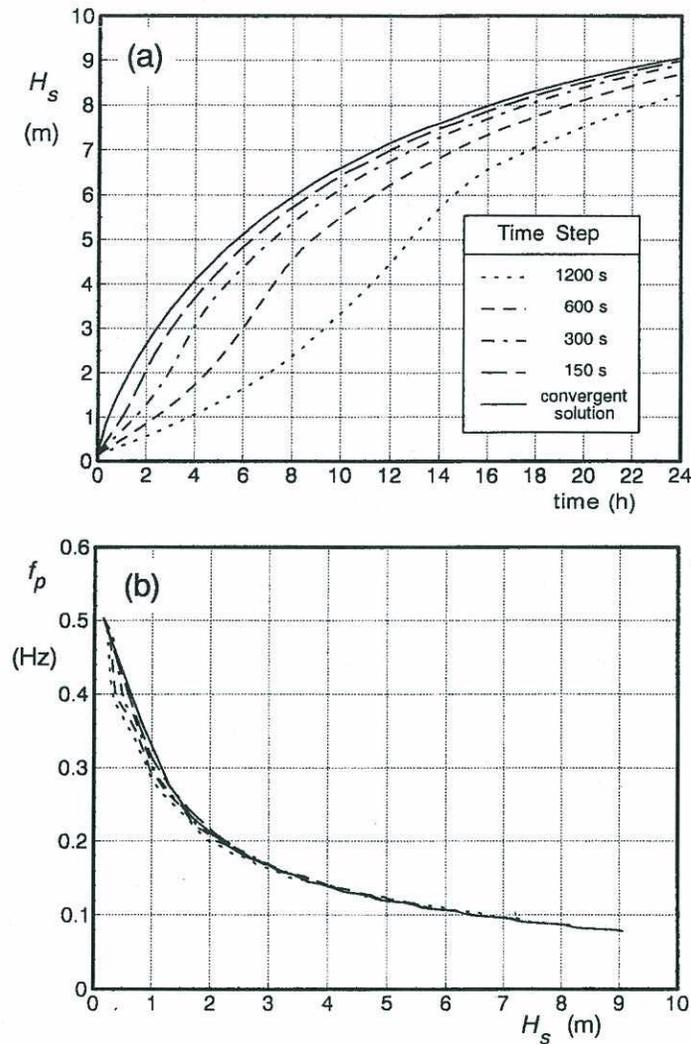 (a)
H_s
(m)
10
9
8
7
6
5
4
3
2
1
0
Time Step
1200 s
600 s
300 s
150 s
convergent
solution
0 2 4 6 8 10 12 14 16 18 20 22 24
time (h)
(b)
f_p
(Hz)
0.6
0.5
0.4
0.3
0.2
0.1
0
0 1 2 3 4 5 6 7 8 9 10
H_s (m)